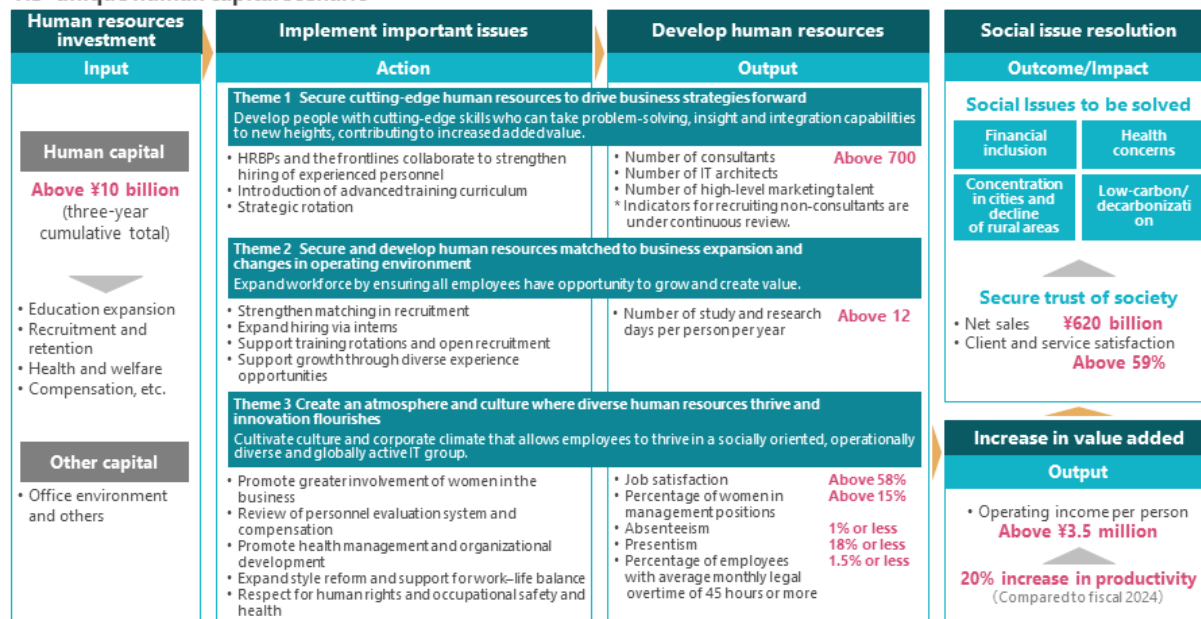 Human resources
investment
Input
Human capital
Above ¥10 billion
(three-year
cumulative total)
• Education expansion
• Recruitment and
retention
• Health and welfare
• Compensation, etc.
Other capital
• Office environment
and others
Implement important issues
Action
Develop human resources
Output
Theme 1 Secure cutting-edge human resources to drive business strategies forward
Develop people with cutting-edge skills who can take problem-solving, insight and integration capabilities
to new heights, contributing to increased added value.
• HRBPs and the frontlines collaborate to strengthen
hiring of experienced personnel
• Introduction of advanced training curriculum
• Strategic rotation
• Number of consultants Above 700
• Number of IT architects
• Number of high-level marketing talent
* Indicators for recruiting non-consultants are
under continuous review.
Theme 2 Secure and develop human resources matched to business expansion and
changes in operating environment
Expand workforce by ensuring all employees have opportunity to grow and create value.
• Strengthen matching in recruitment
• Expand hiring via interns
• Support training rotations and open recruitment
• Support growth through diverse experience
opportunities
• Number of study and research
days per person per year Above 12
Theme 3 Create an atmosphere and culture where diverse human resources thrive and
innovation flourishes
Cultivate culture and corporate climate that allows employees to thrive in a socially oriented, operationally
diverse and globally active IT group.
• Promote greater involvement of women in the
business
• Review of personnel evaluation system and
compensation
• Promote health management and organizational
development
• Expand style reform and support for work–life balance
• Respect for human rights and occupational safety and
health
• Job satisfaction Above 58%
• Percentage of women in Above 15%
management positions
• Absenteeism 1% or less
• Presentism 18% or less
• Percentage of employees 1.5% or less
with average monthly legal
overtime of 45 hours or more
Social issue resolution
Outcome/Impact
Social Issues to be solved
Financial
inclusion
Health
concerns
Concentration
in cities and
decline
of rural areas
Low-carbon/
decarbonizati
on
Secure trust of society
• Net sales ¥620 billion
• Client and service satisfaction
Above 59%
Increase in value added
Output
• Operating income per person
Above ¥3.5 million
20% increase in productivity
(Compared to fiscal 2024)